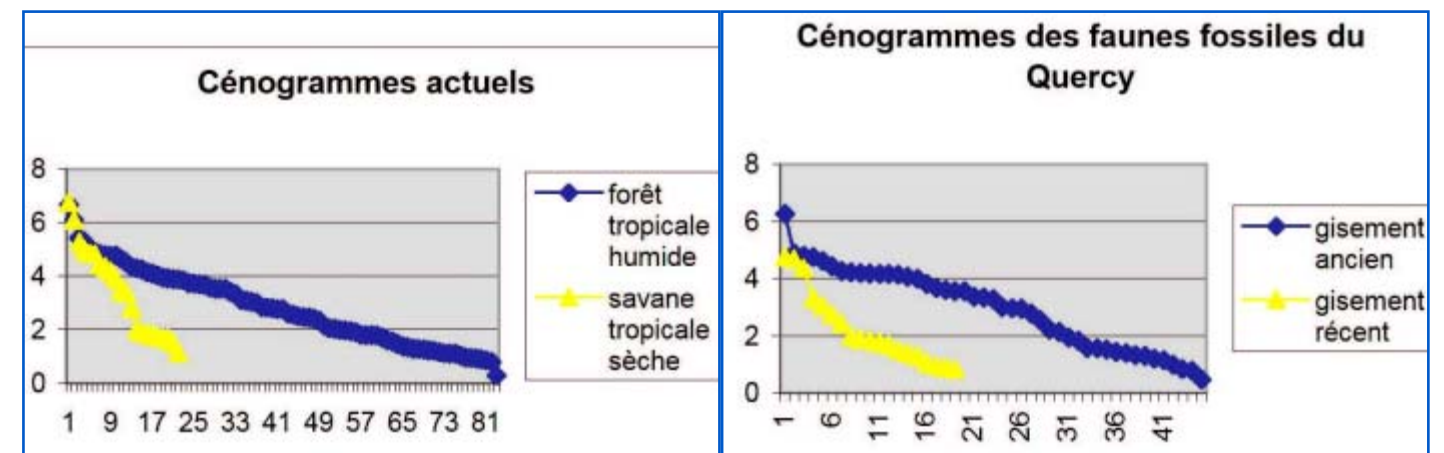 Cénogrammes actuels
8
6
4
2
0
1 9 17 25 33 41 49 57 65 73 81
forêt
tropicale
humide
savane
tropicale
sèche
Cénogrammes des faunes fossiles du
Quercy
8
6
4
2
0
1 6 11 16 21 26 31 36 41
gisement
ancien
gisement
récent